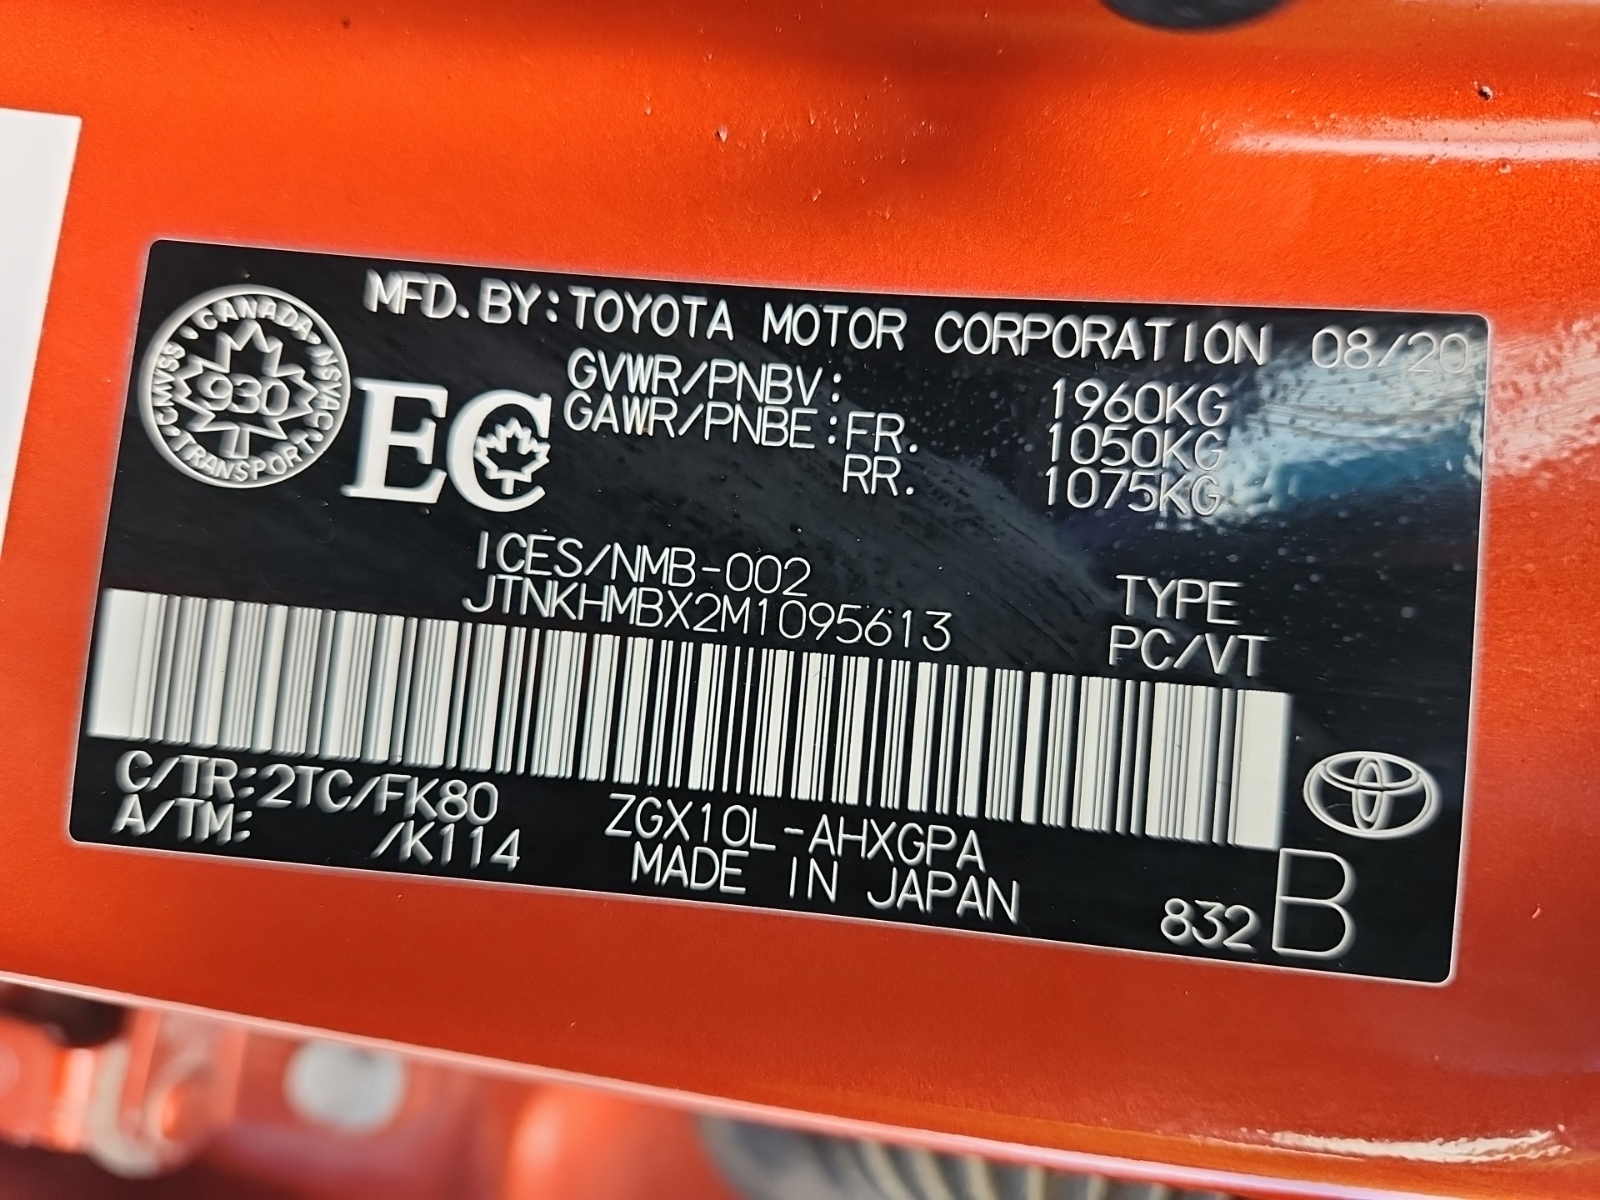 MFD. BY: TOYOTA MOTOR CORPORATION 08/20
CANADA
NSVAC
TRANSPORT
CMVSS
930
T
EC
GVWR/PNBV: 1960KG
GAWR/PNBE: FR. 1050KG
RR. 1075KG
ICES/NMB-002
JTNKHMBX2M1095613
TYPE
PC/VT
C/TR: 2TC/FK80
A/TM: /K114
ZGX10L-AHXGPA
MADE IN JAPAN
832 B